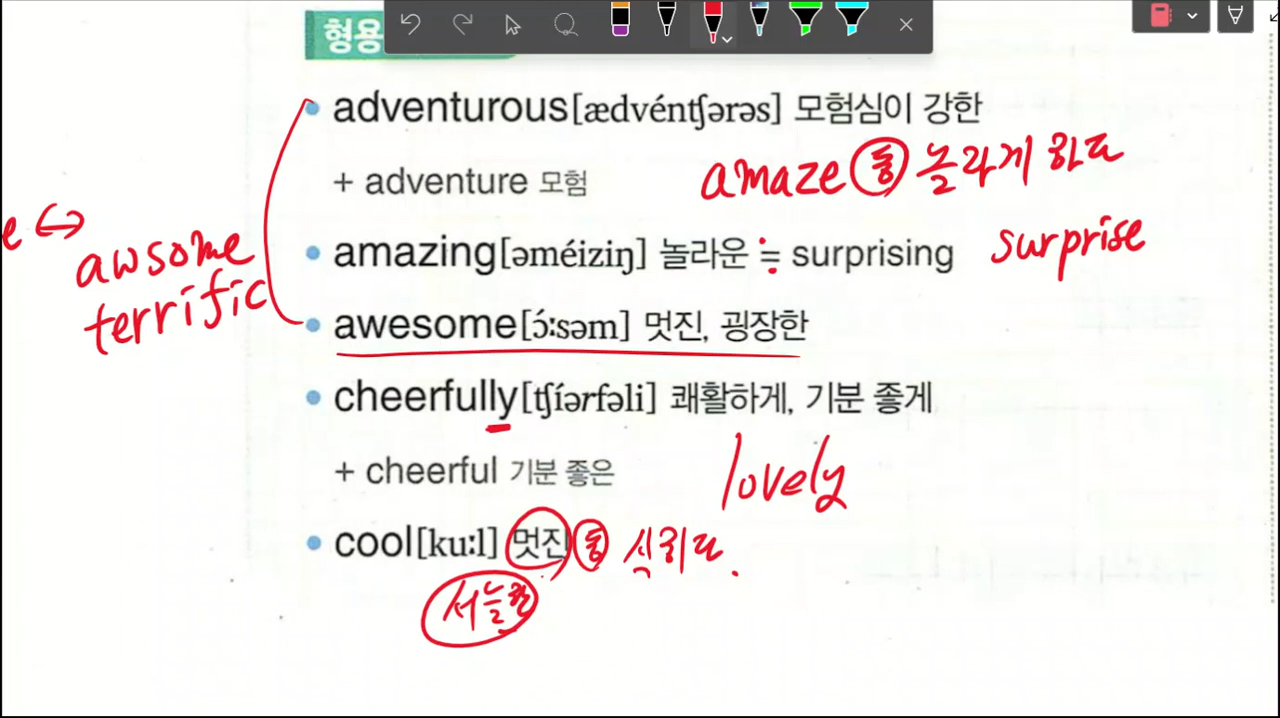 형용
adventurous[ædvéntʃərəs] 모험심이 강한
+ adventure 모험
amaze 동 놀라게 하다
e ↔
awsome
terrific
amazing[əméiziŋ] 놀라운 ≒ surprising
surprise
awesome[ɔ́ːsəm] 멋진, 굉장한
cheerfully[tʃíərfəli] 쾌활하게, 기분 좋게
+ cheerful 기분 좋은
lovely
cool[kuːl] 멋진 동 식히다.
서늘한